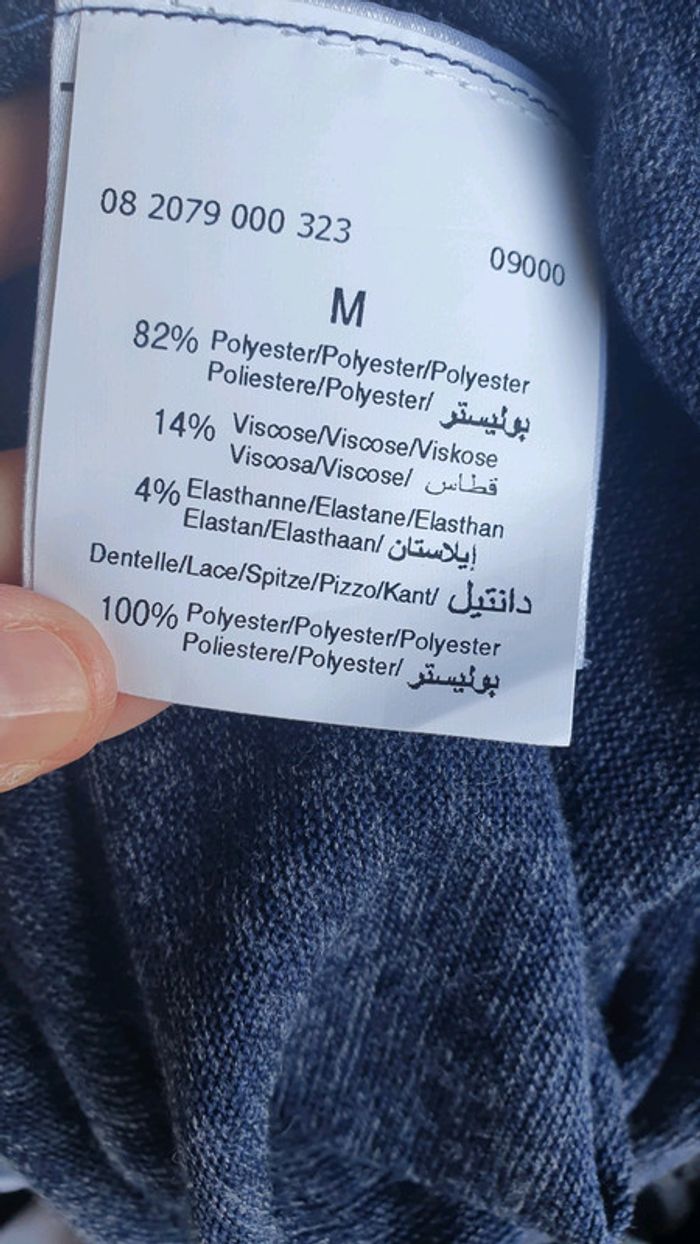 08 2079 000 323
09000
M
82% Polyester/Polyester/Polyester
Poliestere/Polyester/ بوليستر
14% Viscose/Viscose/Viskose
Viscosa/Viscose/ قطاس
4% Elasthanne/Elastane/Elasthan
Elastan/Elasthaan/ إيلاستان
Dentelle/Lace/Spitze/Pizzo/Kant/ دانتيل
100% Polyester/Polyester/Polyester
Poliestere/Polyester/ بوليستر